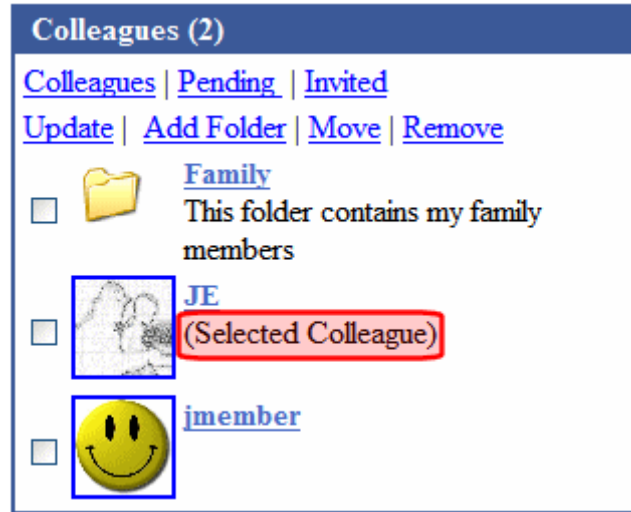 Colleagues (2)
Colleagues | Pending | Invited
Update | Add Folder | Move | Remove
Family
This folder contains my family
members
JE
(Selected Colleague)
jmember